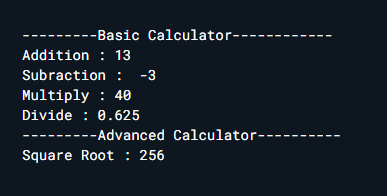 ---------Basic Calculator------------
Addition : 13
Subraction :  -3
Multiply : 40
Divide : 0.625
---------Advanced Calculator----------
Square Root : 256